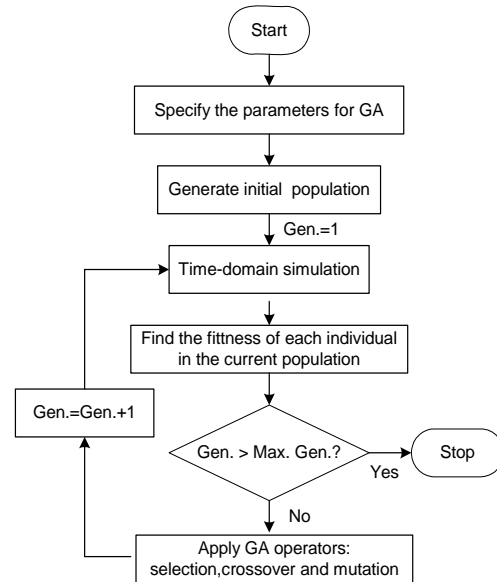 Start
Specify the parameters for GA
Generate initial population
Gen.=1
Time-domain simulation
Find the fittness of each individual
in the current population
Gen.=Gen.+1
Gen. > Max. Gen.?
Yes
Stop
No
Apply GA operators:
selection,crossover and mutation